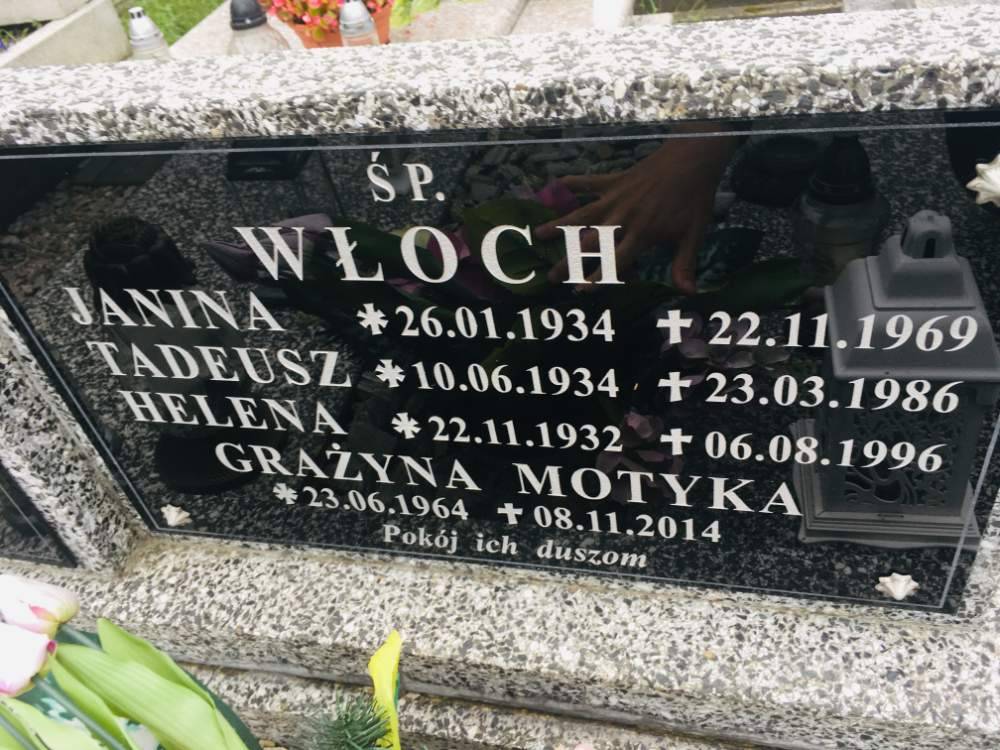 ŚP.
WŁOCH
JANINA *26.01.1934 ✝22.11.1969
TADEUSZ *10.06.1934 ✝23.03.1986
HELENA *22.11.1932 ✝06.08.1996
GRAŻYNA MOTYKA
*23.06.1964 ✝08.11.2014
Pokój ich duszom